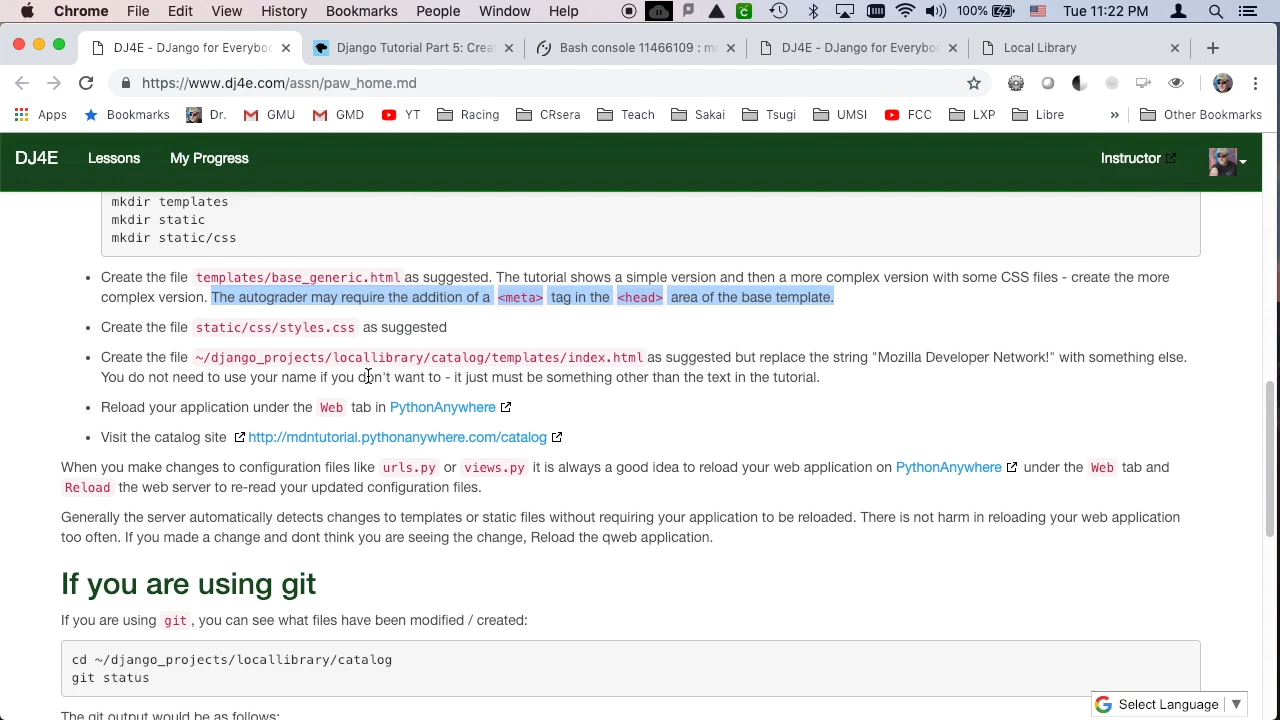 Chrome File Edit View History Bookmarks People Window Help 100% Tue 11:22 PM
DJ4E - DJango for Everybo
Django Tutorial Part 5: Crea
Bash console 11466109 : m
DJ4E - DJango for Everybo
Local Library
https://www.dj4e.com/assn/paw_home.md
Apps Bookmarks Dr. GMU GMD YT Racing CRsera Teach Sakai Tsugi UMSI FCC LXP Libre » Other Bookmarks
DJ4E Lessons My Progress Instructor
mkdir templates
mkdir static
mkdir static/css
• Create the file templates/base_generic.html as suggested. The tutorial shows a simple version and then a more complex version with some CSS files - create the more
complex version. The autograder may require the addition of a <meta> tag in the <head> area of the base template.
• Create the file static/css/styles.css as suggested
• Create the file ~/django_projects/locallibrary/catalog/templates/index.html as suggested but replace the string "Mozilla Developer Network!" with something else.
You do not need to use your name if you don't want to - it just must be something other than the text in the tutorial.
• Reload your application under the Web tab in PythonAnywhere
• Visit the catalog site http://mdntutorial.pythonanywhere.com/catalog
When you make changes to configuration files like urls.py or views.py it is always a good idea to reload your web application on PythonAnywhere under the Web tab and
Reload the web server to re-read your updated configuration files.
Generally the server automatically detects changes to templates or static files without requiring your application to be reloaded. There is not harm in reloading your web application
too often. If you made a change and dont think you are seeing the change, Reload the qweb application.
If you are using git
If you are using git, you can see what files have been modified / created:
cd ~/django_projects/locallibrary/catalog
git status
Select Language ▼
The git output would be as follows: